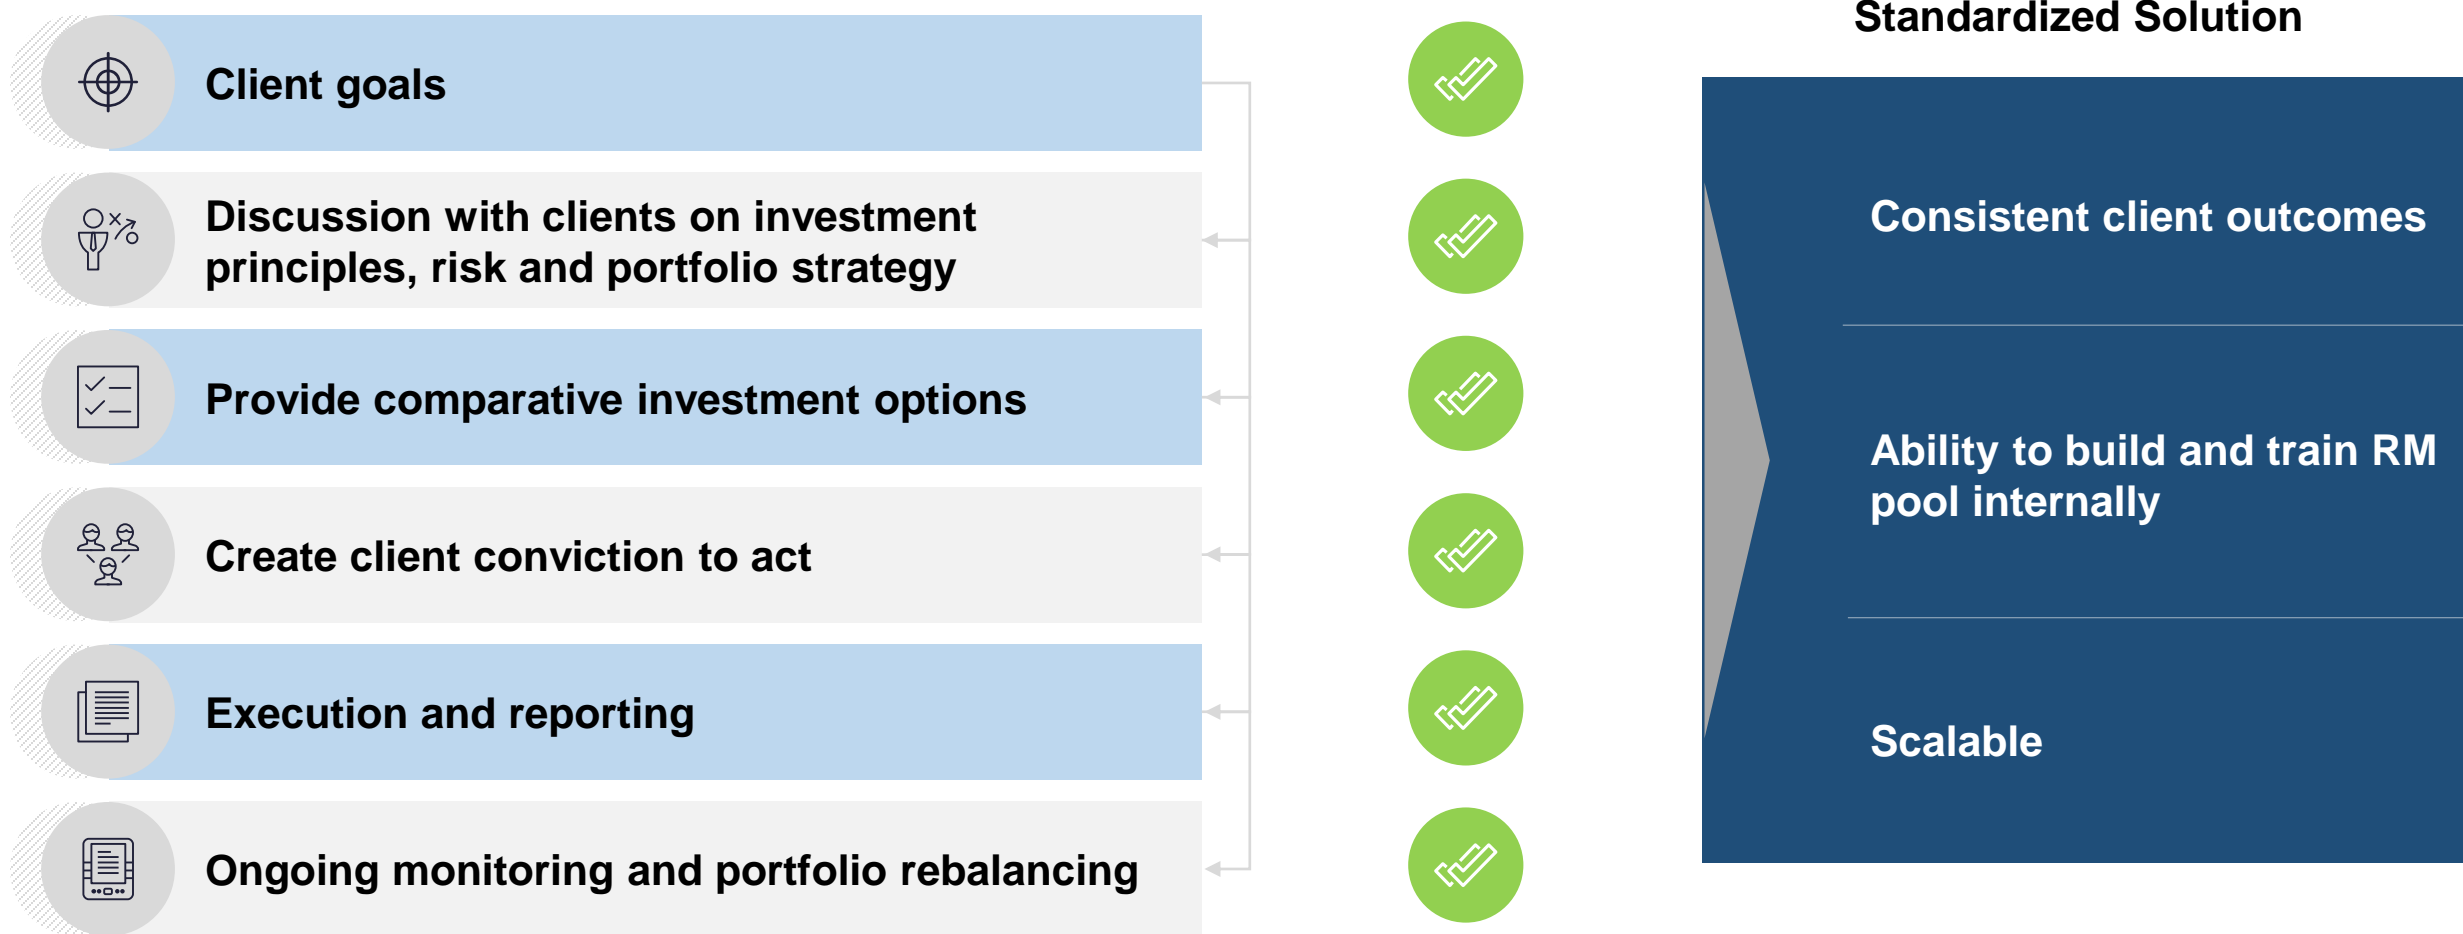 Standardized Solution
Client goals
Discussion with clients on investment
principles, risk and portfolio strategy
Provide comparative investment options
Create client conviction to act
Execution and reporting
Ongoing monitoring and portfolio rebalancing
Consistent client outcomes
Ability to build and train RM
pool internally
Scalable